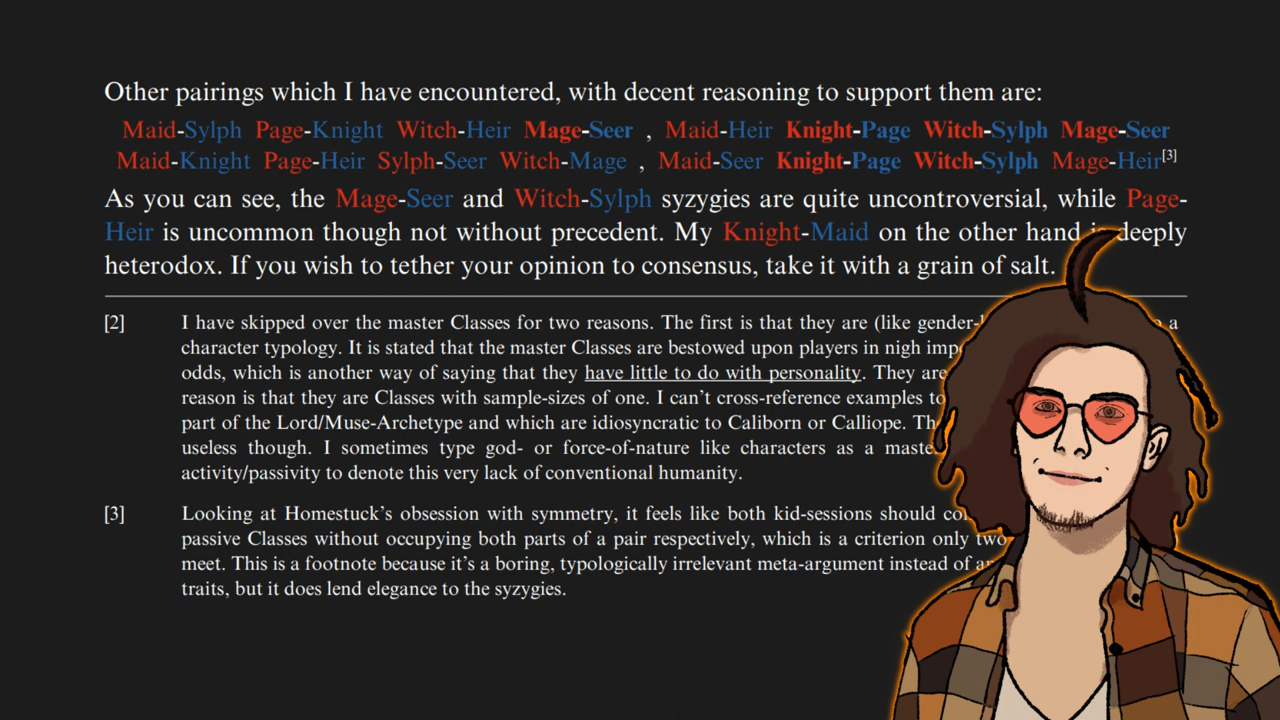 Other pairings which I have encountered, with decent reasoning to support them are:
Maid-Sylph Page-Knight Witch-Heir Mage-Seer , Maid-Heir Knight-Page Witch-Sylph Mage-Seer
Maid-Knight Page-Heir Sylph-Seer Witch-Mage , Maid-Seer Knight-Page Witch-Sylph Mage-Heir[3]
As you can see, the Mage-Seer and Witch-Sylph syzygies are quite uncontroversial, while Page-
Heir is uncommon though not without precedent. My Knight-Maid on the other hand is deeply
heterodox. If you wish to tether your opinion to consensus, take it with a grain of salt.
[2] I have skipped over the master Classes for two reasons. The first is that they are (like gender- a
character typology. It is stated that the master Classes are bestowed upon players in nigh
odds, which is another way of saying that they have little to do with personality. They are
reason is that they are Classes with sample-sizes of one. I can't cross-reference examples to
part of the Lord/Muse-Archetype and which are idiosyncratic to Caliborn or Calliope.
useless though. I sometimes type god- or force-of-nature like characters as a
activity/passivity to denote this very lack of conventional humanity.
[3] Looking at Homestuck's obsession with symmetry, it feels like both kid-sessions should
passive Classes without occupying both parts of a pair respectively, which is a criterion only two
meet. This is a footnote because it's a boring, typologically irrelevant meta-argument instead of
traits, but it does lend elegance to the syzygies.